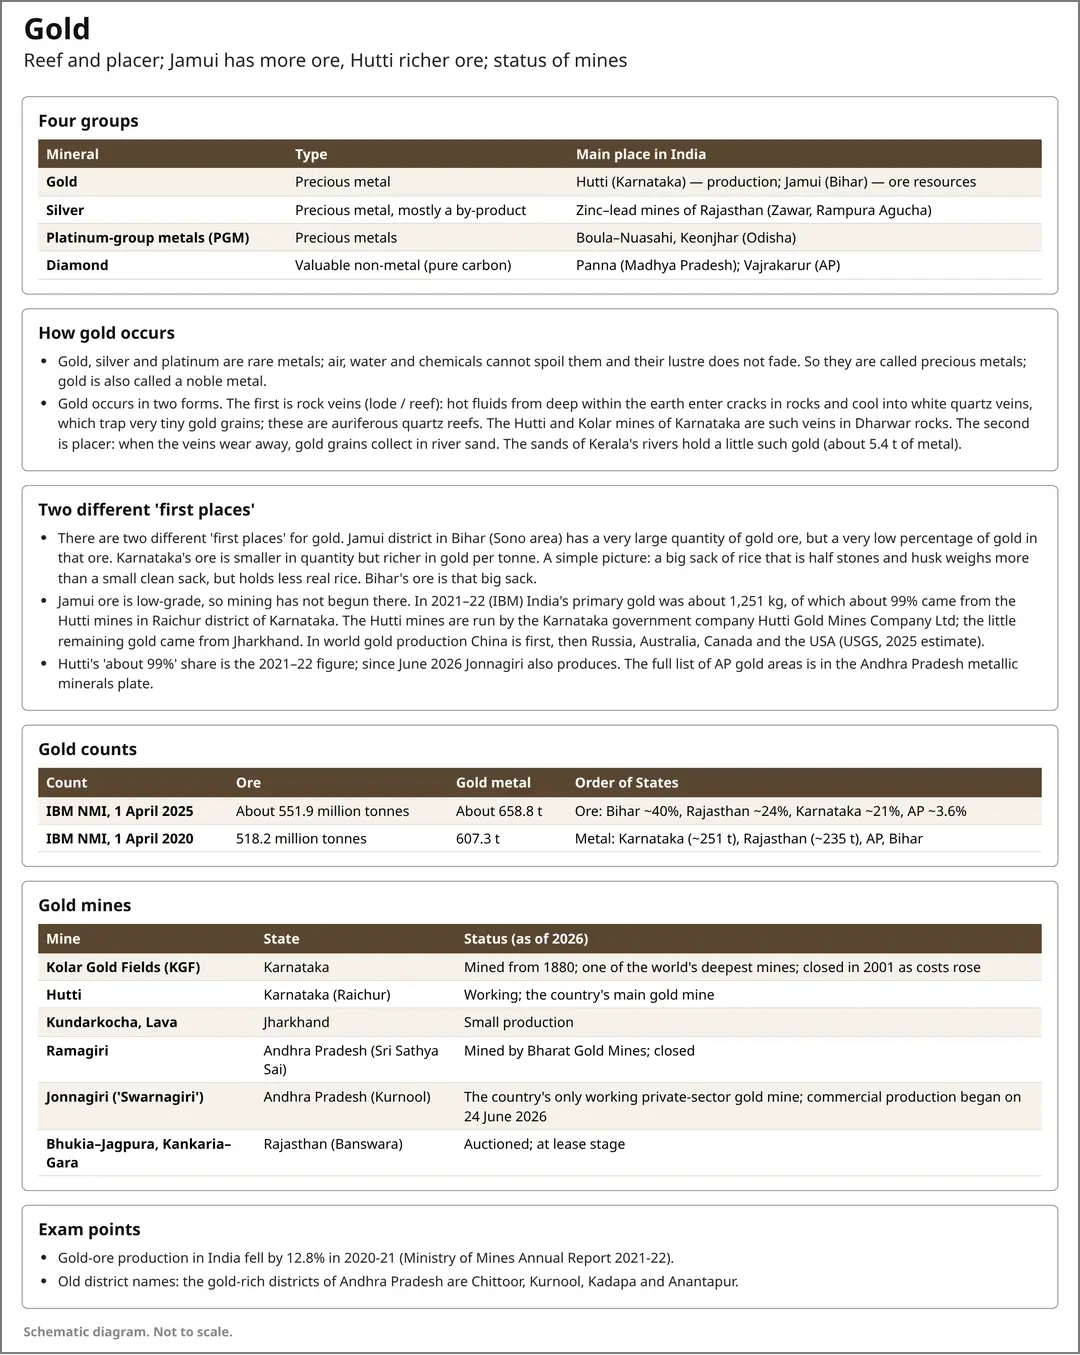 Gold
Reef and placer; Jamui has more ore, Hutti richer ore; status of mines
Four groups
Mineral Type Main place in India
Gold Precious metal Hutti (Karnataka) — production; Jamui (Bihar) — ore resources
Silver Precious metal, mostly a by-product Zinc–lead mines of Rajasthan (Zawar, Rampura Agucha)
Platinum-group metals (PGM) Precious metals Boula–Nuasahi, Keonjhar (Odisha)
Diamond Valuable non-metal (pure carbon) Panna (Madhya Pradesh); Vajrakarur (AP)
How gold occurs
• Gold, silver and platinum are rare metals; air, water and chemicals cannot spoil them and their lustre does not fade. So they are called precious metals;
gold is also called a noble metal.
• Gold occurs in two forms. The first is rock veins (lode / reef): hot fluids from deep within the earth enter cracks in rocks and cool into white quartz veins,
which trap very tiny gold grains; these are auriferous quartz reefs. The Hutti and Kolar mines of Karnataka are such veins in Dharwar rocks. The second
is placer: when the veins wear away, gold grains collect in river sand. The sands of Kerala's rivers hold a little such gold (about 5.4 t of metal).
Two different 'first places'
• There are two different 'first places' for gold. Jamui district in Bihar (Sono area) has a very large quantity of gold ore, but a very low percentage of gold in
that ore. Karnataka's ore is smaller in quantity but richer in gold per tonne. A simple picture: a big sack of rice that is half stones and husk weighs more
than a small clean sack, but holds less real rice. Bihar's ore is that big sack.
• Jamui ore is low-grade, so mining has not begun there. In 2021–22 (IBM) India's primary gold was about 1,251 kg, of which about 99% came from the
Hutti mines in Raichur district of Karnataka. The Hutti mines are run by the Karnataka government company Hutti Gold Mines Company Ltd; the little
remaining gold came from Jharkhand. In world gold production China is first, then Russia, Australia, Canada and the USA (USGS, 2025 estimate).
• Hutti's 'about 99%' share is the 2021–22 figure; since June 2026 Jonnagiri also produces. The full list of AP gold areas is in the Andhra Pradesh metallic
minerals plate.
Gold counts
Count Ore Gold metal Order of States
IBM NMI, 1 April 2025 About 551.9 million tonnes About 658.8 t Ore: Bihar ~40%, Rajasthan ~24%, Karnataka ~21%, AP ~3.6%
IBM NMI, 1 April 2020 518.2 million tonnes 607.3 t Metal: Karnataka (~251 t), Rajasthan (~235 t), AP, Bihar
Gold mines
Mine State Status (as of 2026)
Kolar Gold Fields (KGF) Karnataka Mined from 1880; one of the world's deepest mines; closed in 2001 as costs rose
Hutti Karnataka (Raichur) Working; the country's main gold mine
Kundarkocha, Lava Jharkhand Small production
Ramagiri Andhra Pradesh (Sri Sathya Mined by Bharat Gold Mines; closed
Sai)
Jonnagiri ('Swarnagiri') Andhra Pradesh (Kurnool) The country's only working private-sector gold mine; commercial production began on
24 June 2026
Bhukia–Jagpura, Kankaria– Rajasthan (Banswara) Auctioned; at lease stage
Gara
Exam points
• Gold-ore production in India fell by 12.8% in 2020-21 (Ministry of Mines Annual Report 2021-22).
• Old district names: the gold-rich districts of Andhra Pradesh are Chittoor, Kurnool, Kadapa and Anantapur.
Schematic diagram. Not to scale.